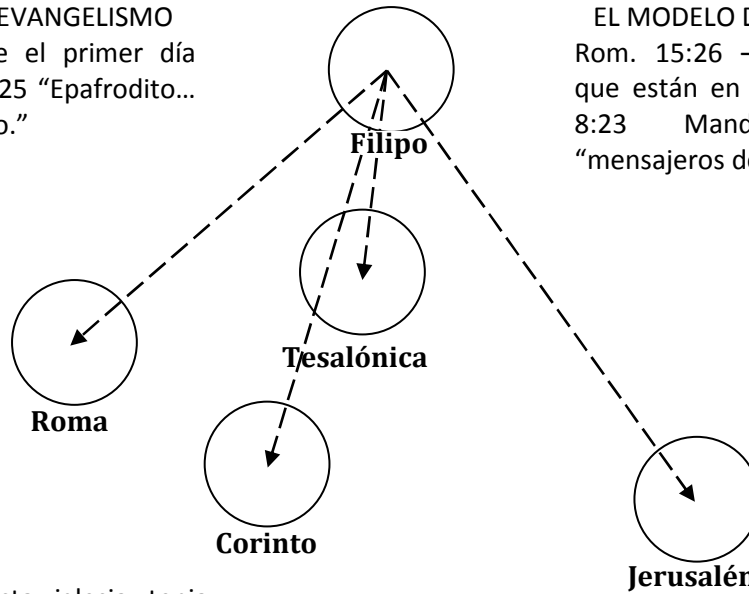 EVANGELISMO
e el primer día
25 “Epafrodito…
o.”
EL MODELO D
Rom. 15:26 –
que están en
8:23 Mand
“mensajeros de
Filipo
Tesalónica
Roma
Corinto
Jerusalén